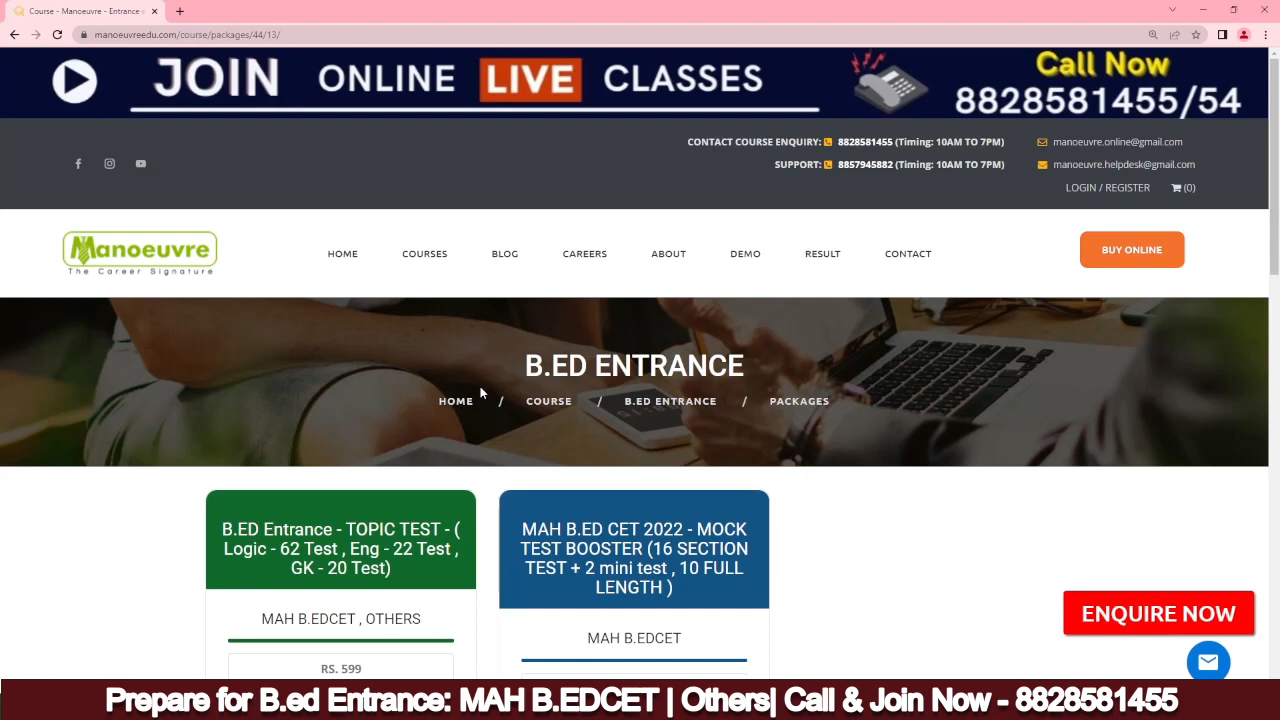 Course - Manoeuvre - Entrance e
manoeuvreedu.com/course/packages/44/13/
JOIN ONLINE LIVE CLASSES
Call Now
8828581455/54
CONTACT COURSE ENQUIRY: 8828581455 (Timing: 10AM TO 7PM)
manoeuvre.online@gmail.com
SUPPORT: 8857945882 (Timing: 10AM TO 7PM)
manoeuvre.helpdesk@gmail.com
LOGIN / REGISTER (0)
Manoeuvre
The Career Signature
HOME COURSES BLOG CAREERS ABOUT DEMO RESULT CONTACT
BUY ONLINE
B.ED ENTRANCE
HOME / COURSE / B.ED ENTRANCE / PACKAGES
B.ED Entrance - TOPIC TEST - (
Logic - 62 Test , Eng - 22 Test ,
GK - 20 Test)
MAH B.EDCET , OTHERS
RS. 599
MAH B.ED CET 2022 - MOCK
TEST BOOSTER (16 SECTION
TEST + 2 mini test , 10 FULL
LENGTH )
MAH B.EDCET
ENQUIRE NOW
Prepare for B.ed Entrance: MAH B.EDCET | Others| Call & Join Now - 8828581455